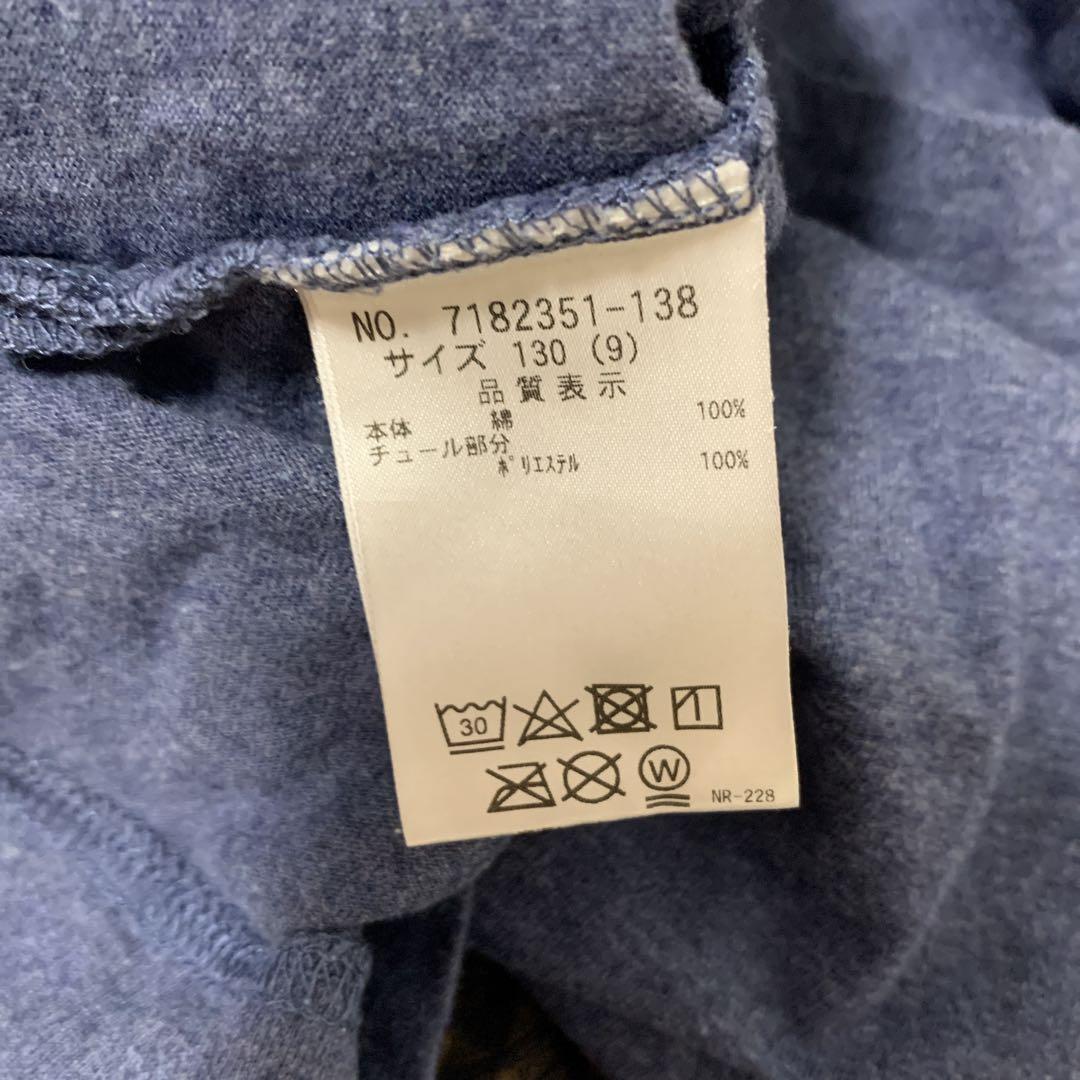 NO. 7182351-138
サイズ 130 (9)
品質表示
本体 綿 100%
チュール部分
ﾎﾟﾘｴｽﾃﾙ 100%
30
W
NR-228